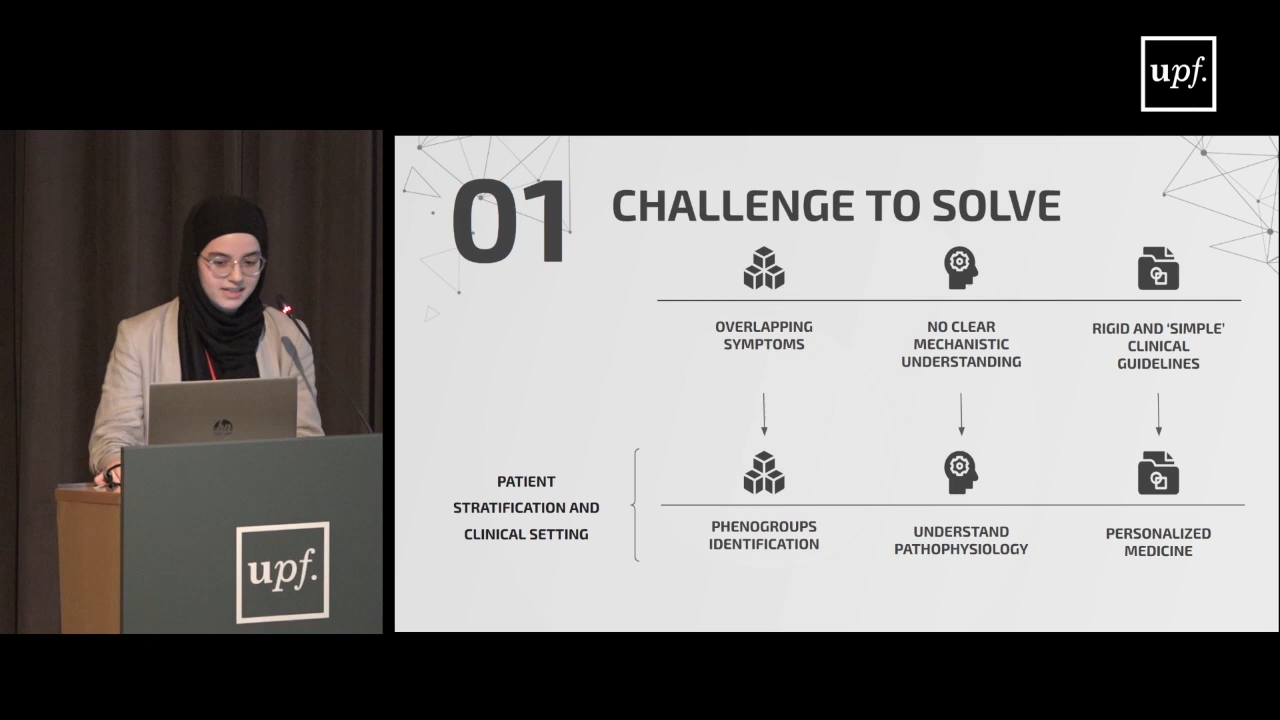 upf.
01
CHALLENGE TO SOLVE
OVERLAPPING
SYMPTOMS
NO CLEAR
MECHANISTIC
UNDERSTANDING
RIGID AND ‘SIMPLE’
CLINICAL
GUIDELINES
PATIENT
STRATIFICATION AND
CLINICAL SETTING
PHENOGROUPS
IDENTIFICATION
UNDERSTAND
PATHOPHYSIOLOGY
PERSONALIZED
MEDICINE
upf.